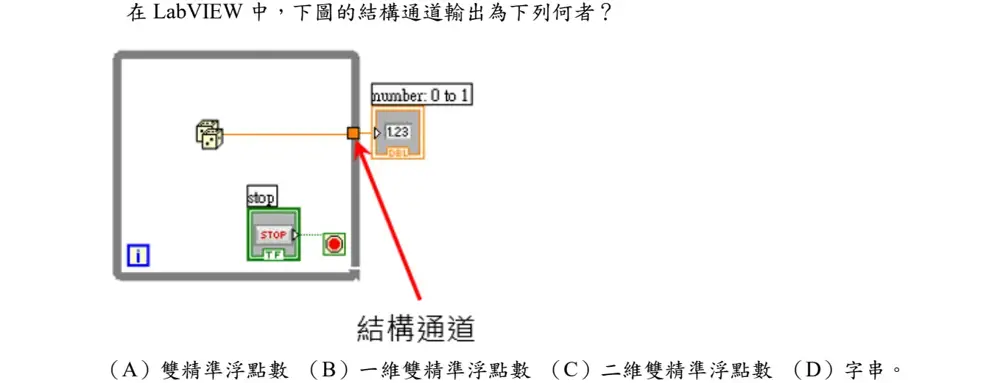 在 LabVIEW 中，下圖的結構通道輸出為下列何者？
number: 0 to 1
1.23
DBL
stop
STOP
TF
i
結構通道
（A）雙精準浮點數 （B）一維雙精準浮點數 （C）二維雙精準浮點數 （D）字串。